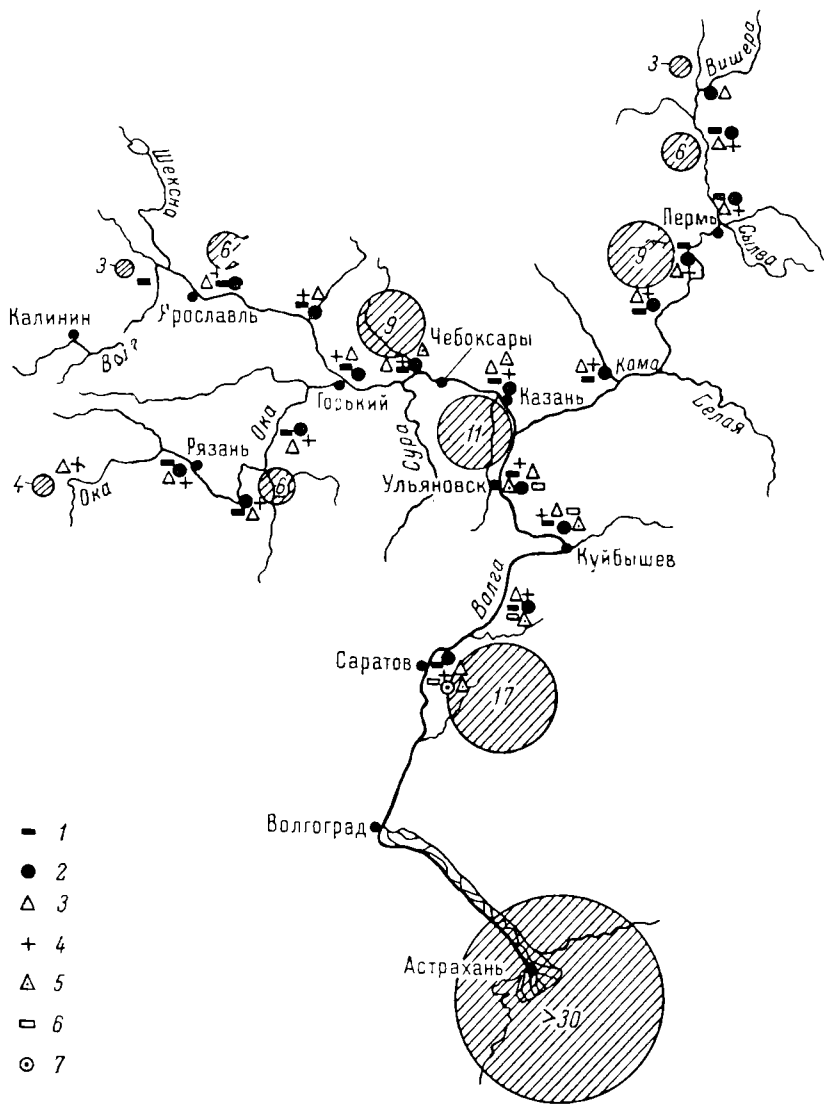 3
Вишера
6
Пермь
Сылва
9
Шексна
3
6
Ярославль
Калинин
Волг
9
Чебоксары
Горький
Ока
Сура
Казань
11
Кама
Белая
Рязань
4
Ока
6
Ульяновск
Куйбышев
Волга
Саратов
17
Волгоград
Астрахань
>30
1
2
3
4
5
6
7